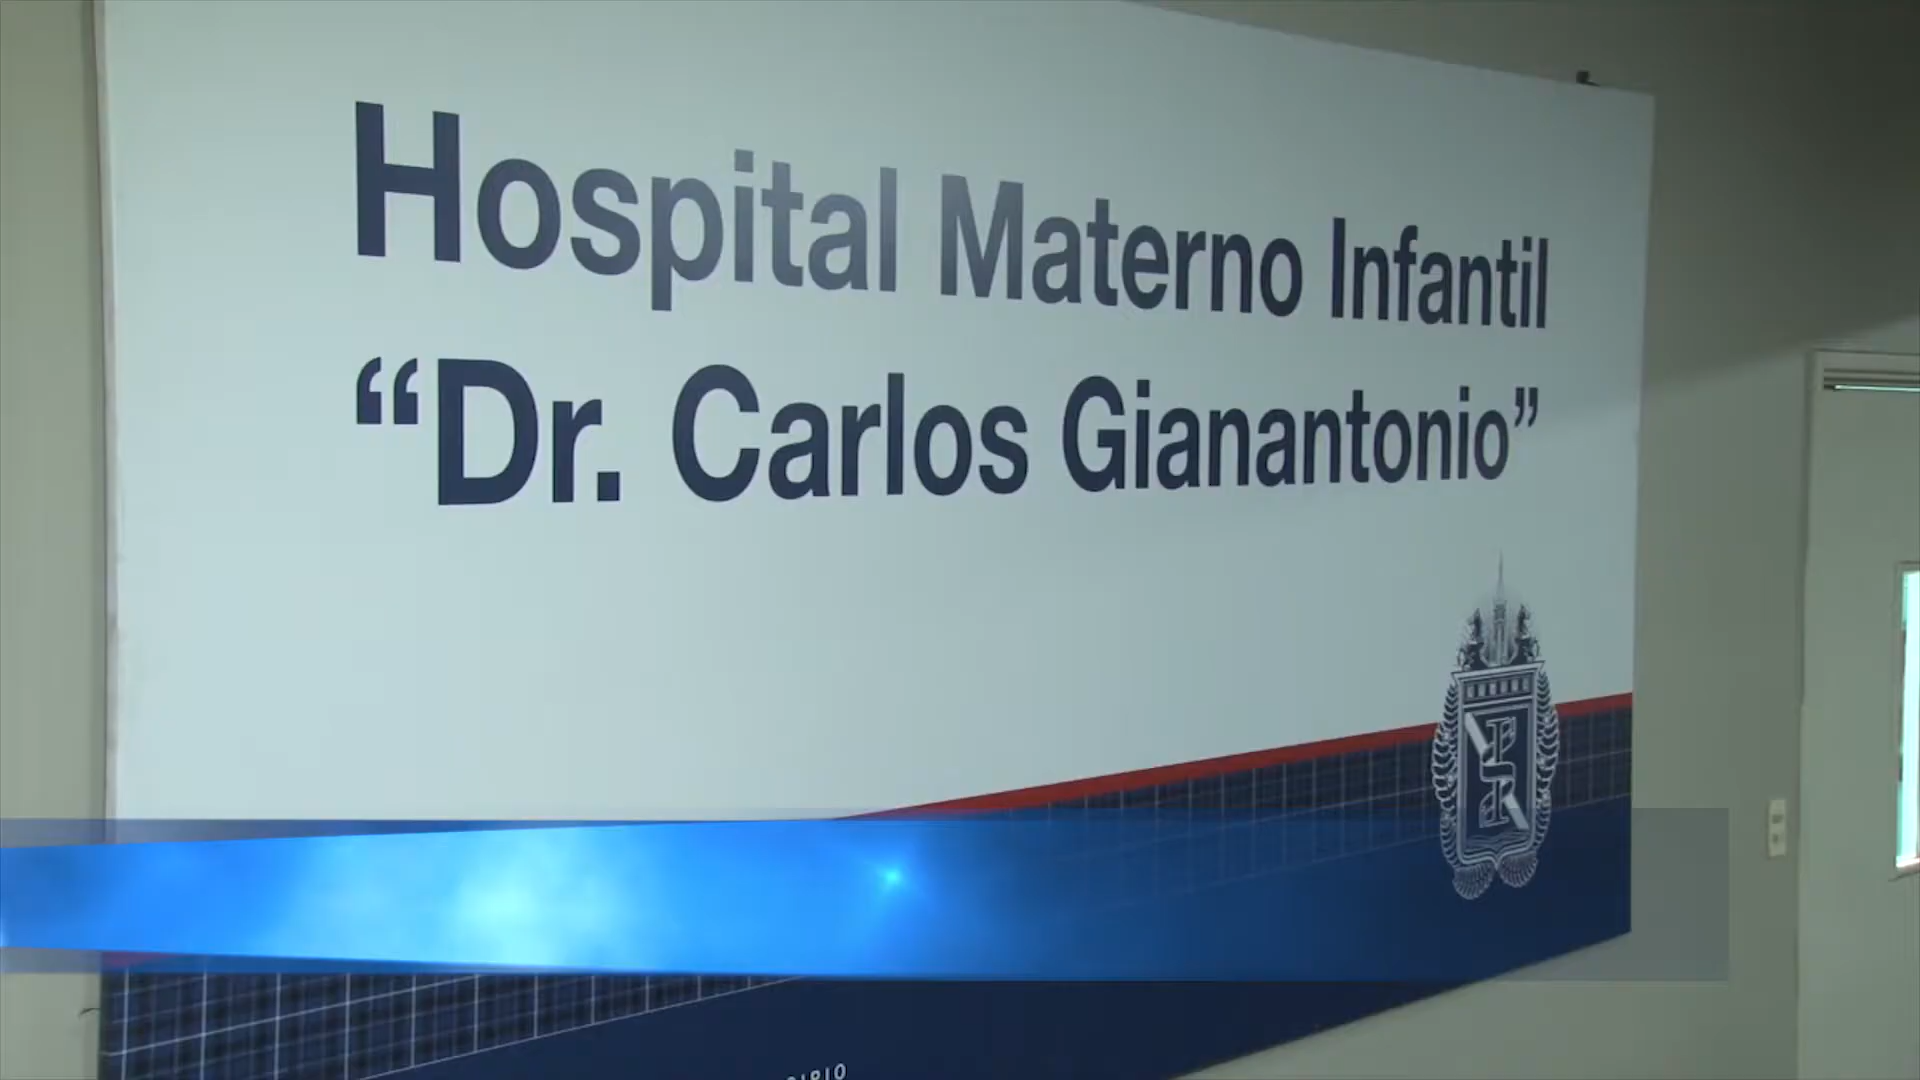 Hospital Materno Infantil
“Dr. Carlos Gianantonio”